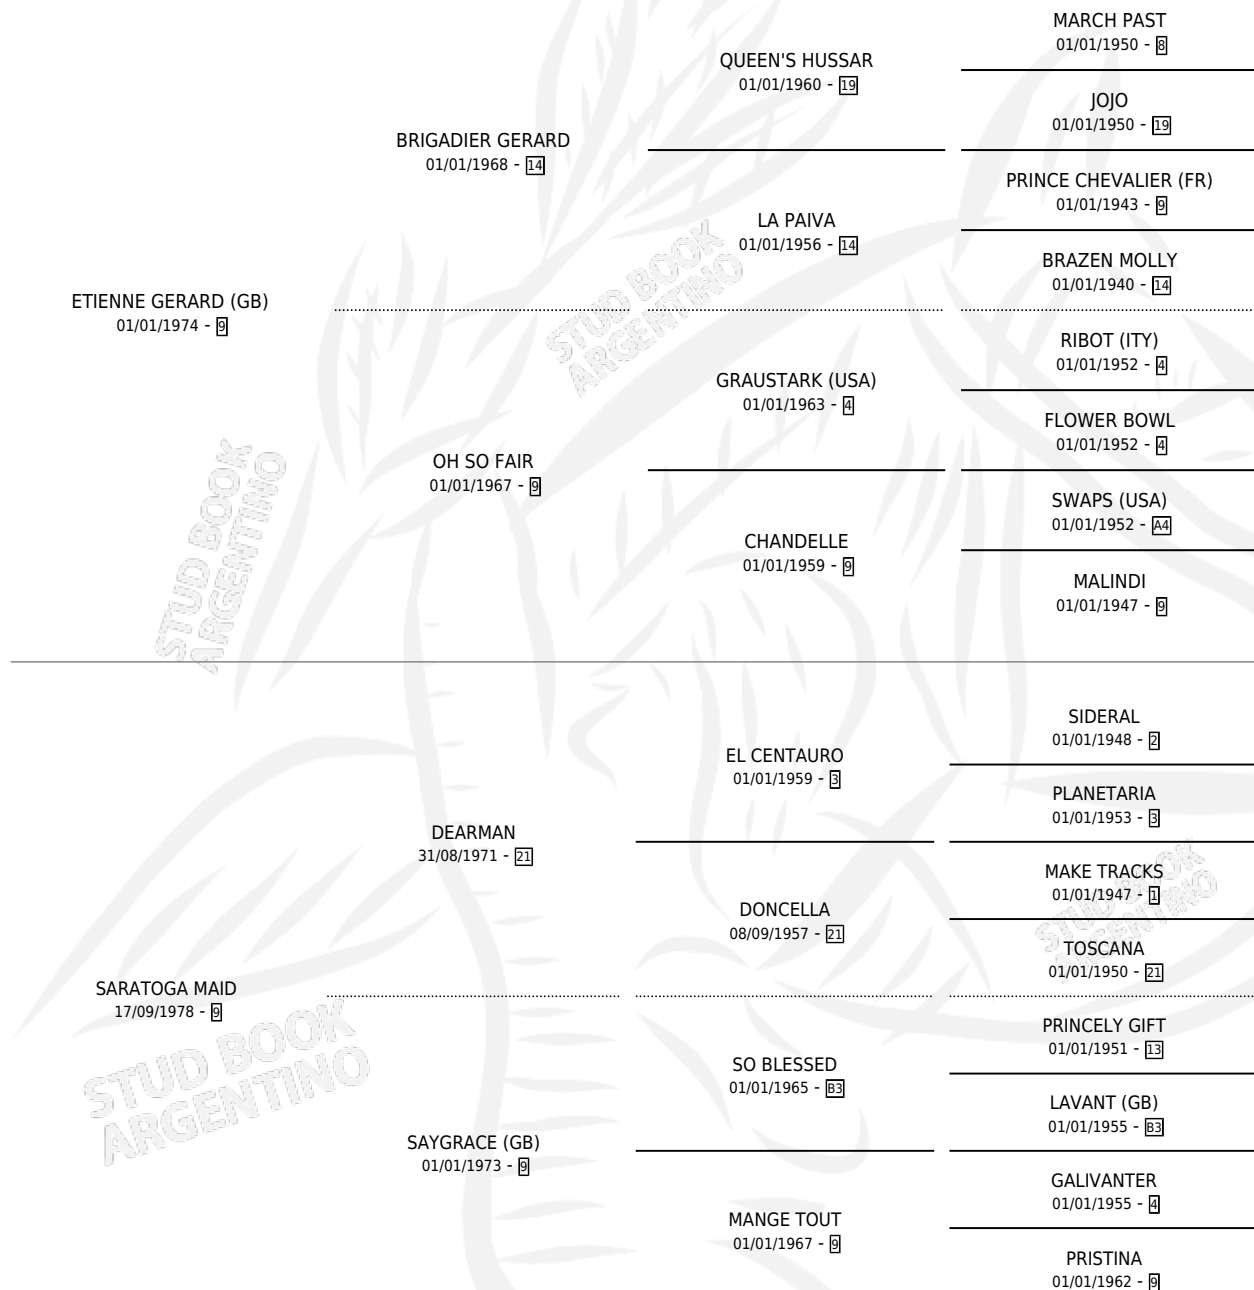 MARCH PAST
01/01/1950 - 8
QUEEN'S HUSSAR
01/01/1960 - 19
JOJO
01/01/1950 - 19
BRIGADIER GERARD
01/01/1968 - 14
PRINCE CHEVALIER (FR)
01/01/1943 - 9
LA PAIVA
01/01/1956 - 14
BRAZEN MOLLY
01/01/1940 - 14
ETIENNE GERARD (GB)
01/01/1974 - 9
RIBOT (ITY)
01/01/1952 - 4
GRAUSTARK (USA)
01/01/1963 - 4
FLOWER BOWL
01/01/1952 - 4
OH SO FAIR
01/01/1967 - 9
SWAPS (USA)
01/01/1952 - A4
CHANDELLE
01/01/1959 - 9
MALINDI
01/01/1947 - 9
SIDERAL
01/01/1948 - 2
EL CENTAURO
01/01/1959 - 3
PLANETARIA
01/01/1953 - 3
DEARMAN
31/08/1971 - 21
MAKE TRACKS
01/01/1947 - 1
DONCELLA
08/09/1957 - 21
TOSCANA
01/01/1950 - 21
SARATOGA MAID
17/09/1978 - 9
PRINCELY GIFT
01/01/1951 - 13
SO BLESSED
01/01/1965 - B3
LAVANT (GB)
01/01/1955 - B3
SAYGRACE (GB)
01/01/1973 - 9
GALIVANTER
01/01/1955 - 4
MANGE TOUT
01/01/1967 - 9
PRISTINA
01/01/1962 - 9
STUD BOOK
ARGENTINO
STUD BOOK
ARGENTINO
STUD BOOK
ARGENTINO
STUD BOOK
ARGENTINO